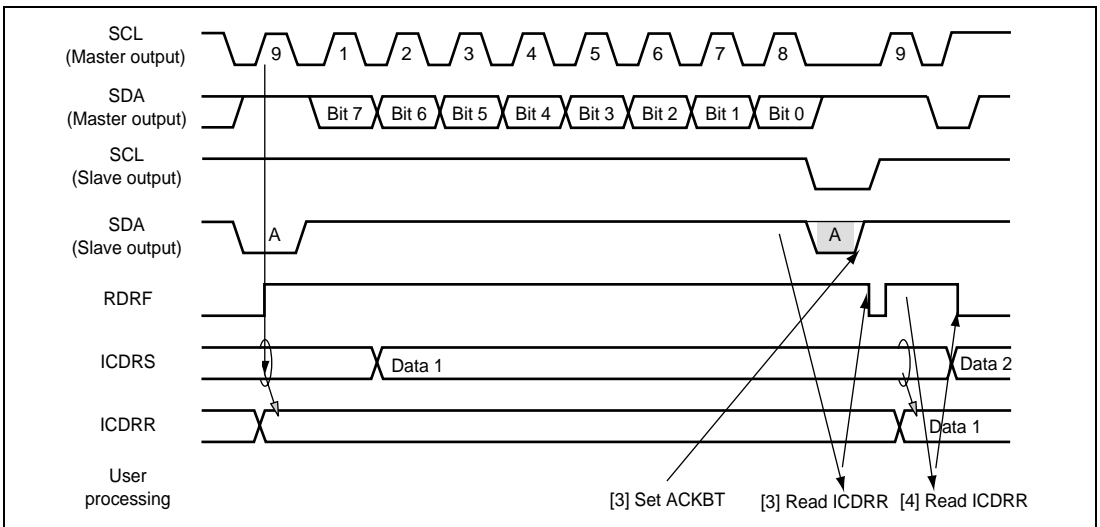 SCL
(Master output)
9 1 2 3 4 5 6 7 8 9
SDA
(Master output)
Bit 7 Bit 6 Bit 5 Bit 4 Bit 3 Bit 2 Bit 1 Bit 0
SCL
(Slave output)
SDA
(Slave output)
A A
RDRF
ICDRS
Data 1 Data 2
ICDRR
Data 1
User
processing
[3] Set ACKBT [3] Read ICDRR [4] Read ICDRR